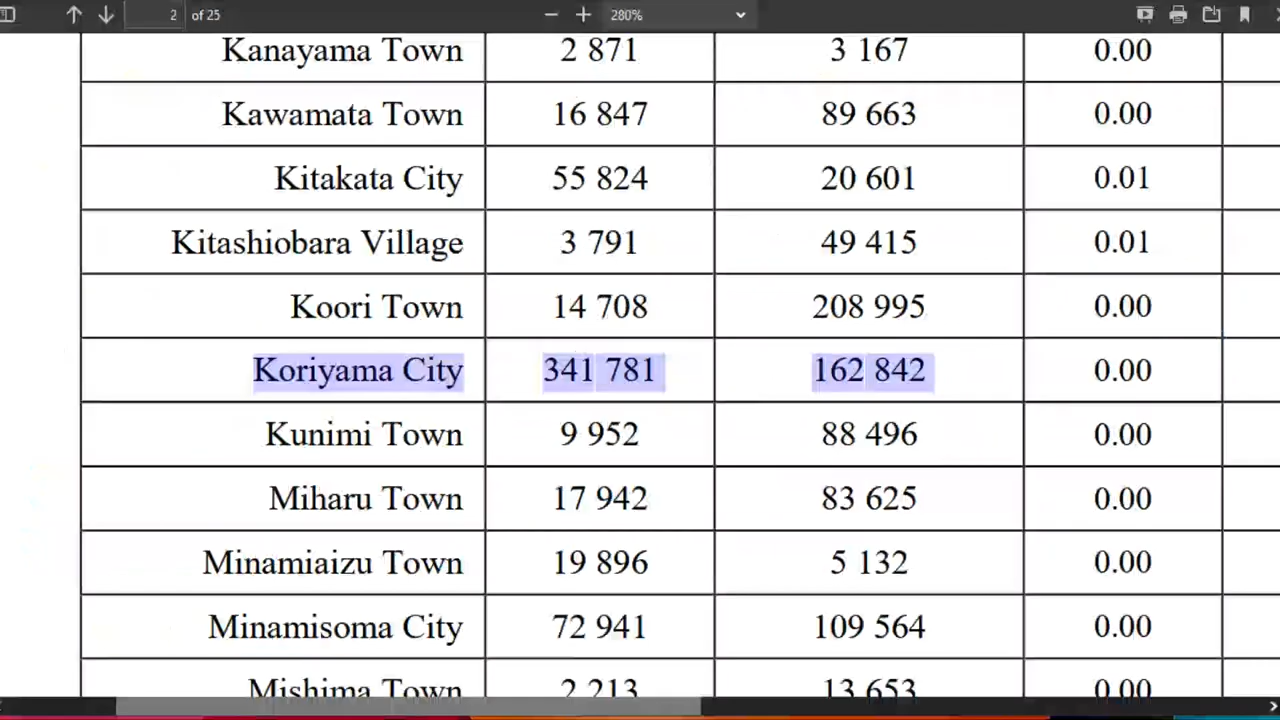 2 of 25 280%
Kanayama Town 2 871 3 167 0.00
Kawamata Town 16 847 89 663 0.00
Kitakata City 55 824 20 601 0.01
Kitashiobara Village 3 791 49 415 0.01
Koori Town 14 708 208 995 0.00
Koriyama City 341 781 162 842 0.00
Kunimi Town 9 952 88 496 0.00
Miharu Town 17 942 83 625 0.00
Minamiaizu Town 19 896 5 132 0.00
Minamisoma City 72 941 109 564 0.00
Mishima Town 2 213 13 653 0.00